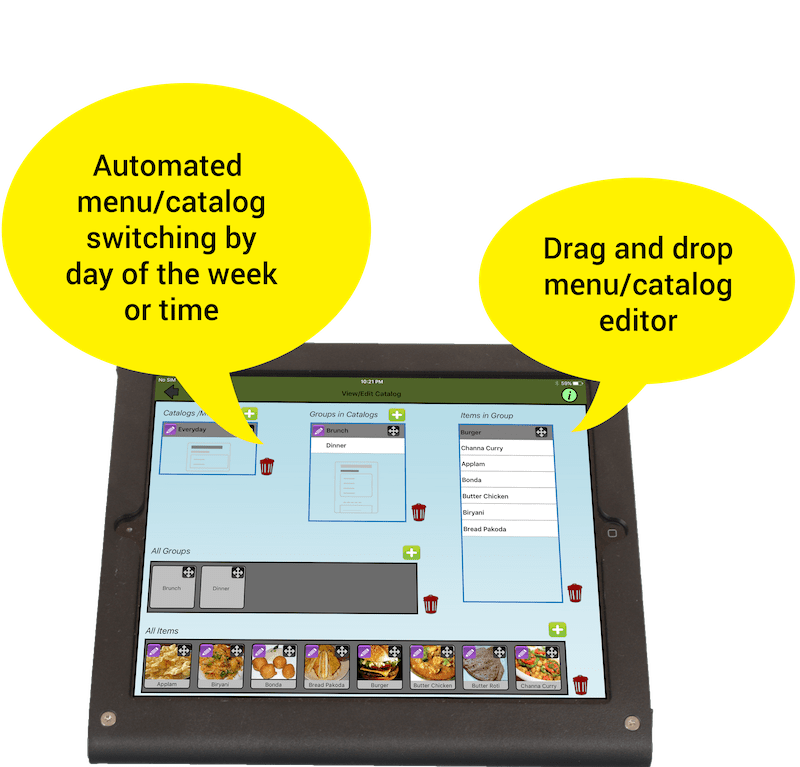 Automated
menu/catalog
switching by
day of the week
or time
Drag and drop
menu/catalog
editor
No SIM
10:21 PM
55%
View/Edit Catalog
i
Catalogs /M
Groups in Catalogs
Items in Group
Everyday
Brunch
Dinner
Burger
Channa Curry
Applam
Bonda
Butter Chicken
Biryani
Bread Pakoda
All Groups
Brunch
Dinner
All Items
Applam
Biryani
Bonda
Bread Pakoda
Burger
Butter Chicken
Butter Roti
Channa Curry